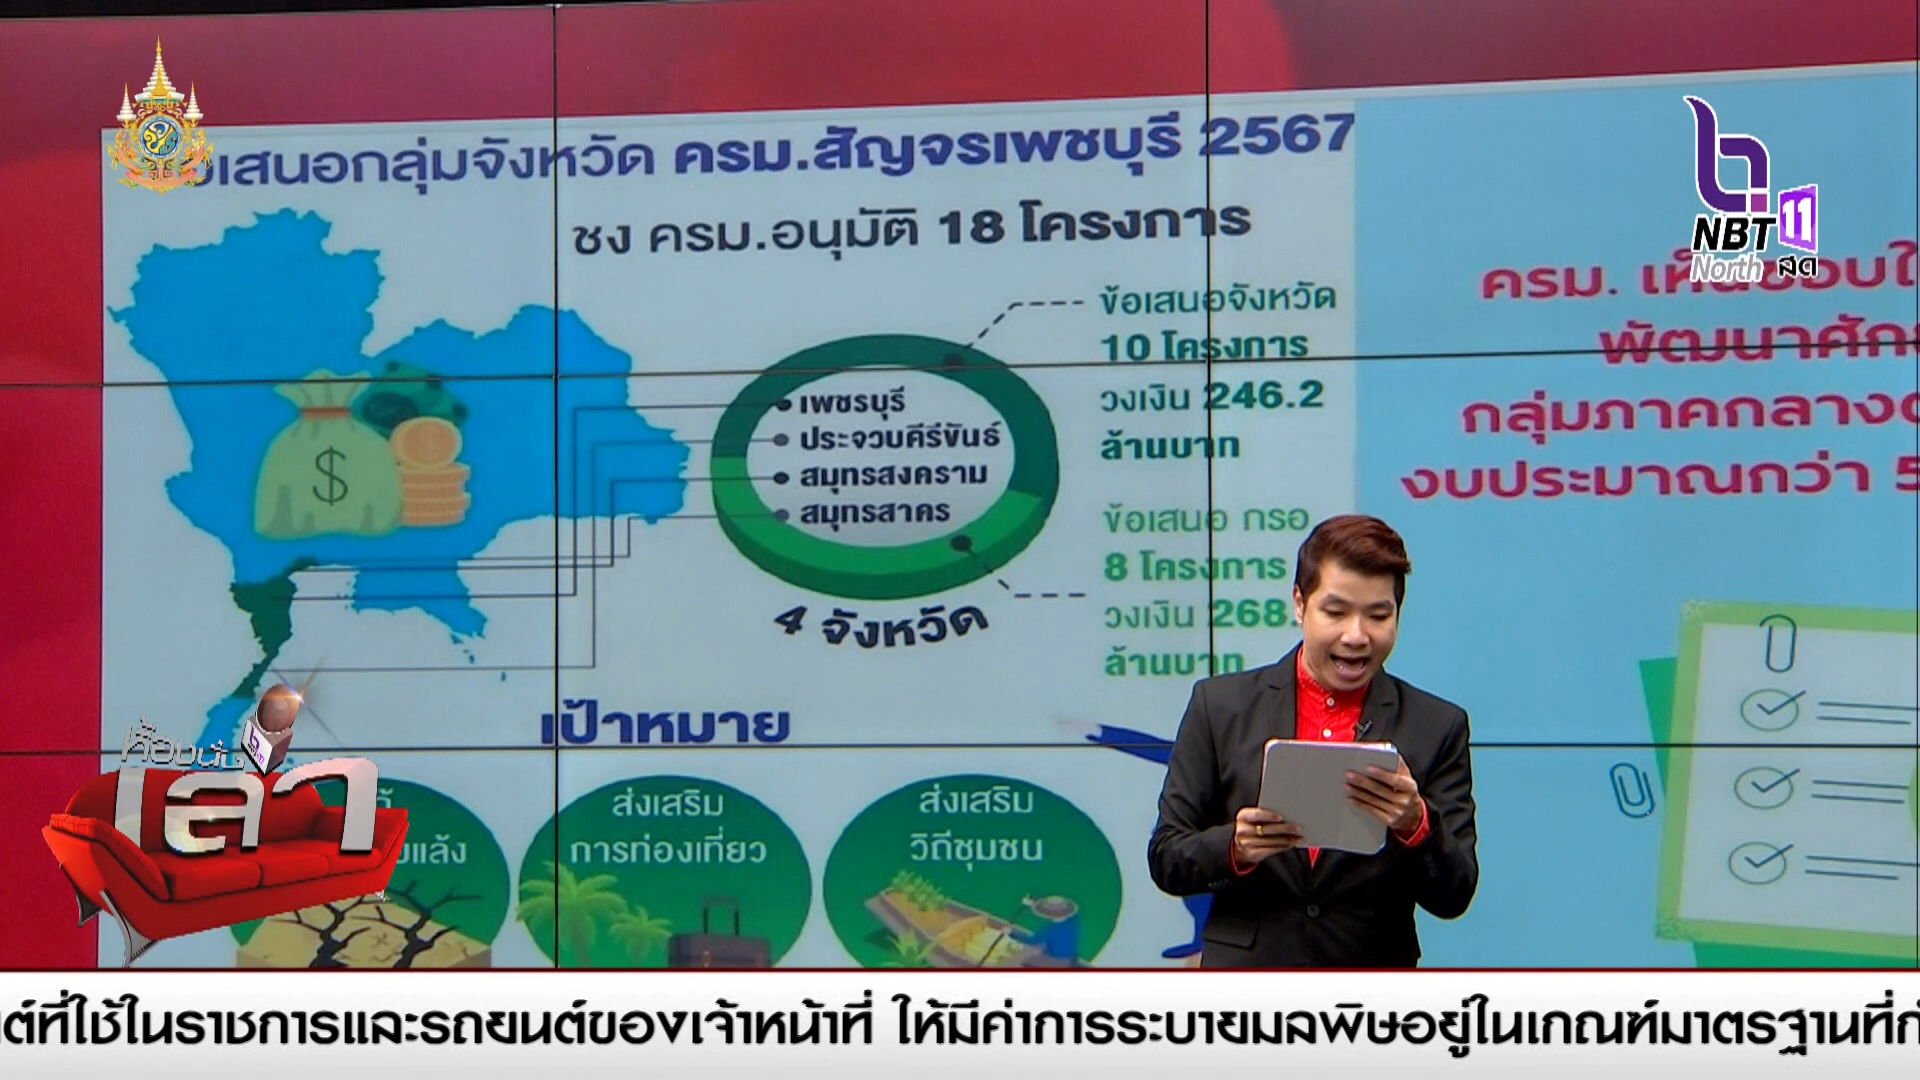 เสนอกลุ่มจังหวัด ครม.สัญจรเพชบุรี 2567
ชง ครม.อนุมัติ 18 โครงการ
ข้อเสนอจังหวัด
10 โครงการ
วงเงิน 246.2
ล้านบาท
เพชรบุรี
ประจวบคีรีขันธ์
สมุทรสงคราม
สมุทรสาคร
4 จังหวัด
ข้อเสนอ กรอ
8 โครงการ
วงเงิน 268.
ล้านบาท
เป้าหมาย
ส่งเสริม
การท่องเที่ยว
ส่งเสริม
วิถีชุมชน
NBT 11
North สด
ครม. เห็นชอบ
พัฒนา
กลุ่มภาคกลาง
งบประมาณกว่า 5
ห้องนั่ง
เล่า
ที่ใช้ในราชการและรถยนต์ของเจ้าหน้าที่ ให้มีค่าการระบายมลพิษอยู่ในเกณฑ์มาตรฐานที่